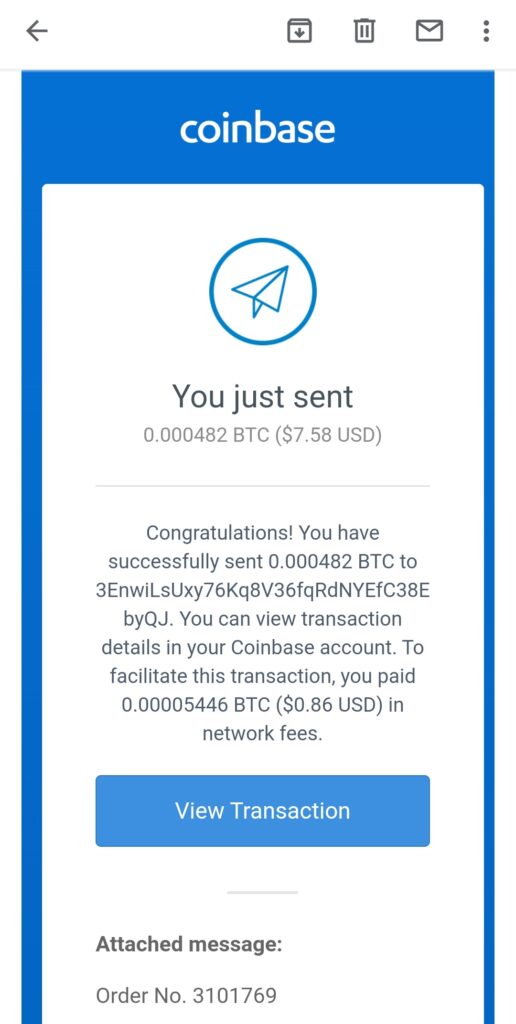 coinbase
You just sent
0.000482 BTC ($7.58 USD)
Congratulations! You have
successfully sent 0.000482 BTC to
3EnwiLsUxy76Kq8V36fqRdNYEfC38E
byQJ. You can view transaction
details in your Coinbase account. To
facilitate this transaction, you paid
0.00005446 BTC ($0.86 USD) in
network fees.
View Transaction
Attached message:
Order No. 3101769